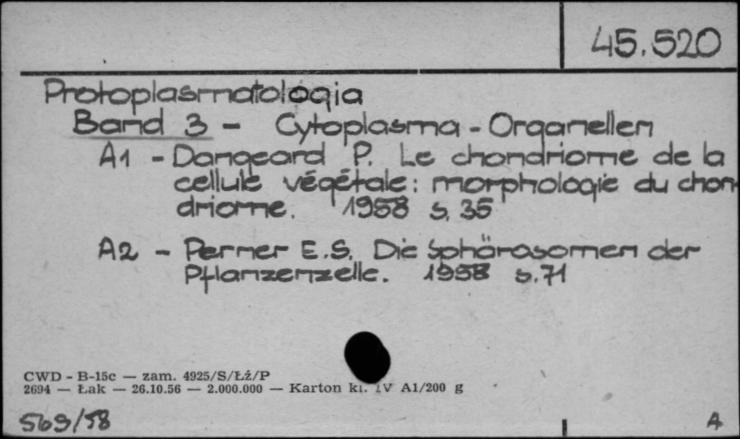 45.520
Protoplasmatologia
Band 3 - Cytoplasma - Organellen
A1 - Dangeard P. Le chondriome de la
cellule végétale: morphologie du chon-
driome. 1958 s. 35
A2 - Perner E.S. Die Sphärosomen der
Pflanzenzelle. 1958 s. 71
CWD - B-15c — zam. 4925/S/Łż/P
2694 — Łak — 26.10.56 — 2.000.000 — Karton kl. IV A1/200 g
569/58
A